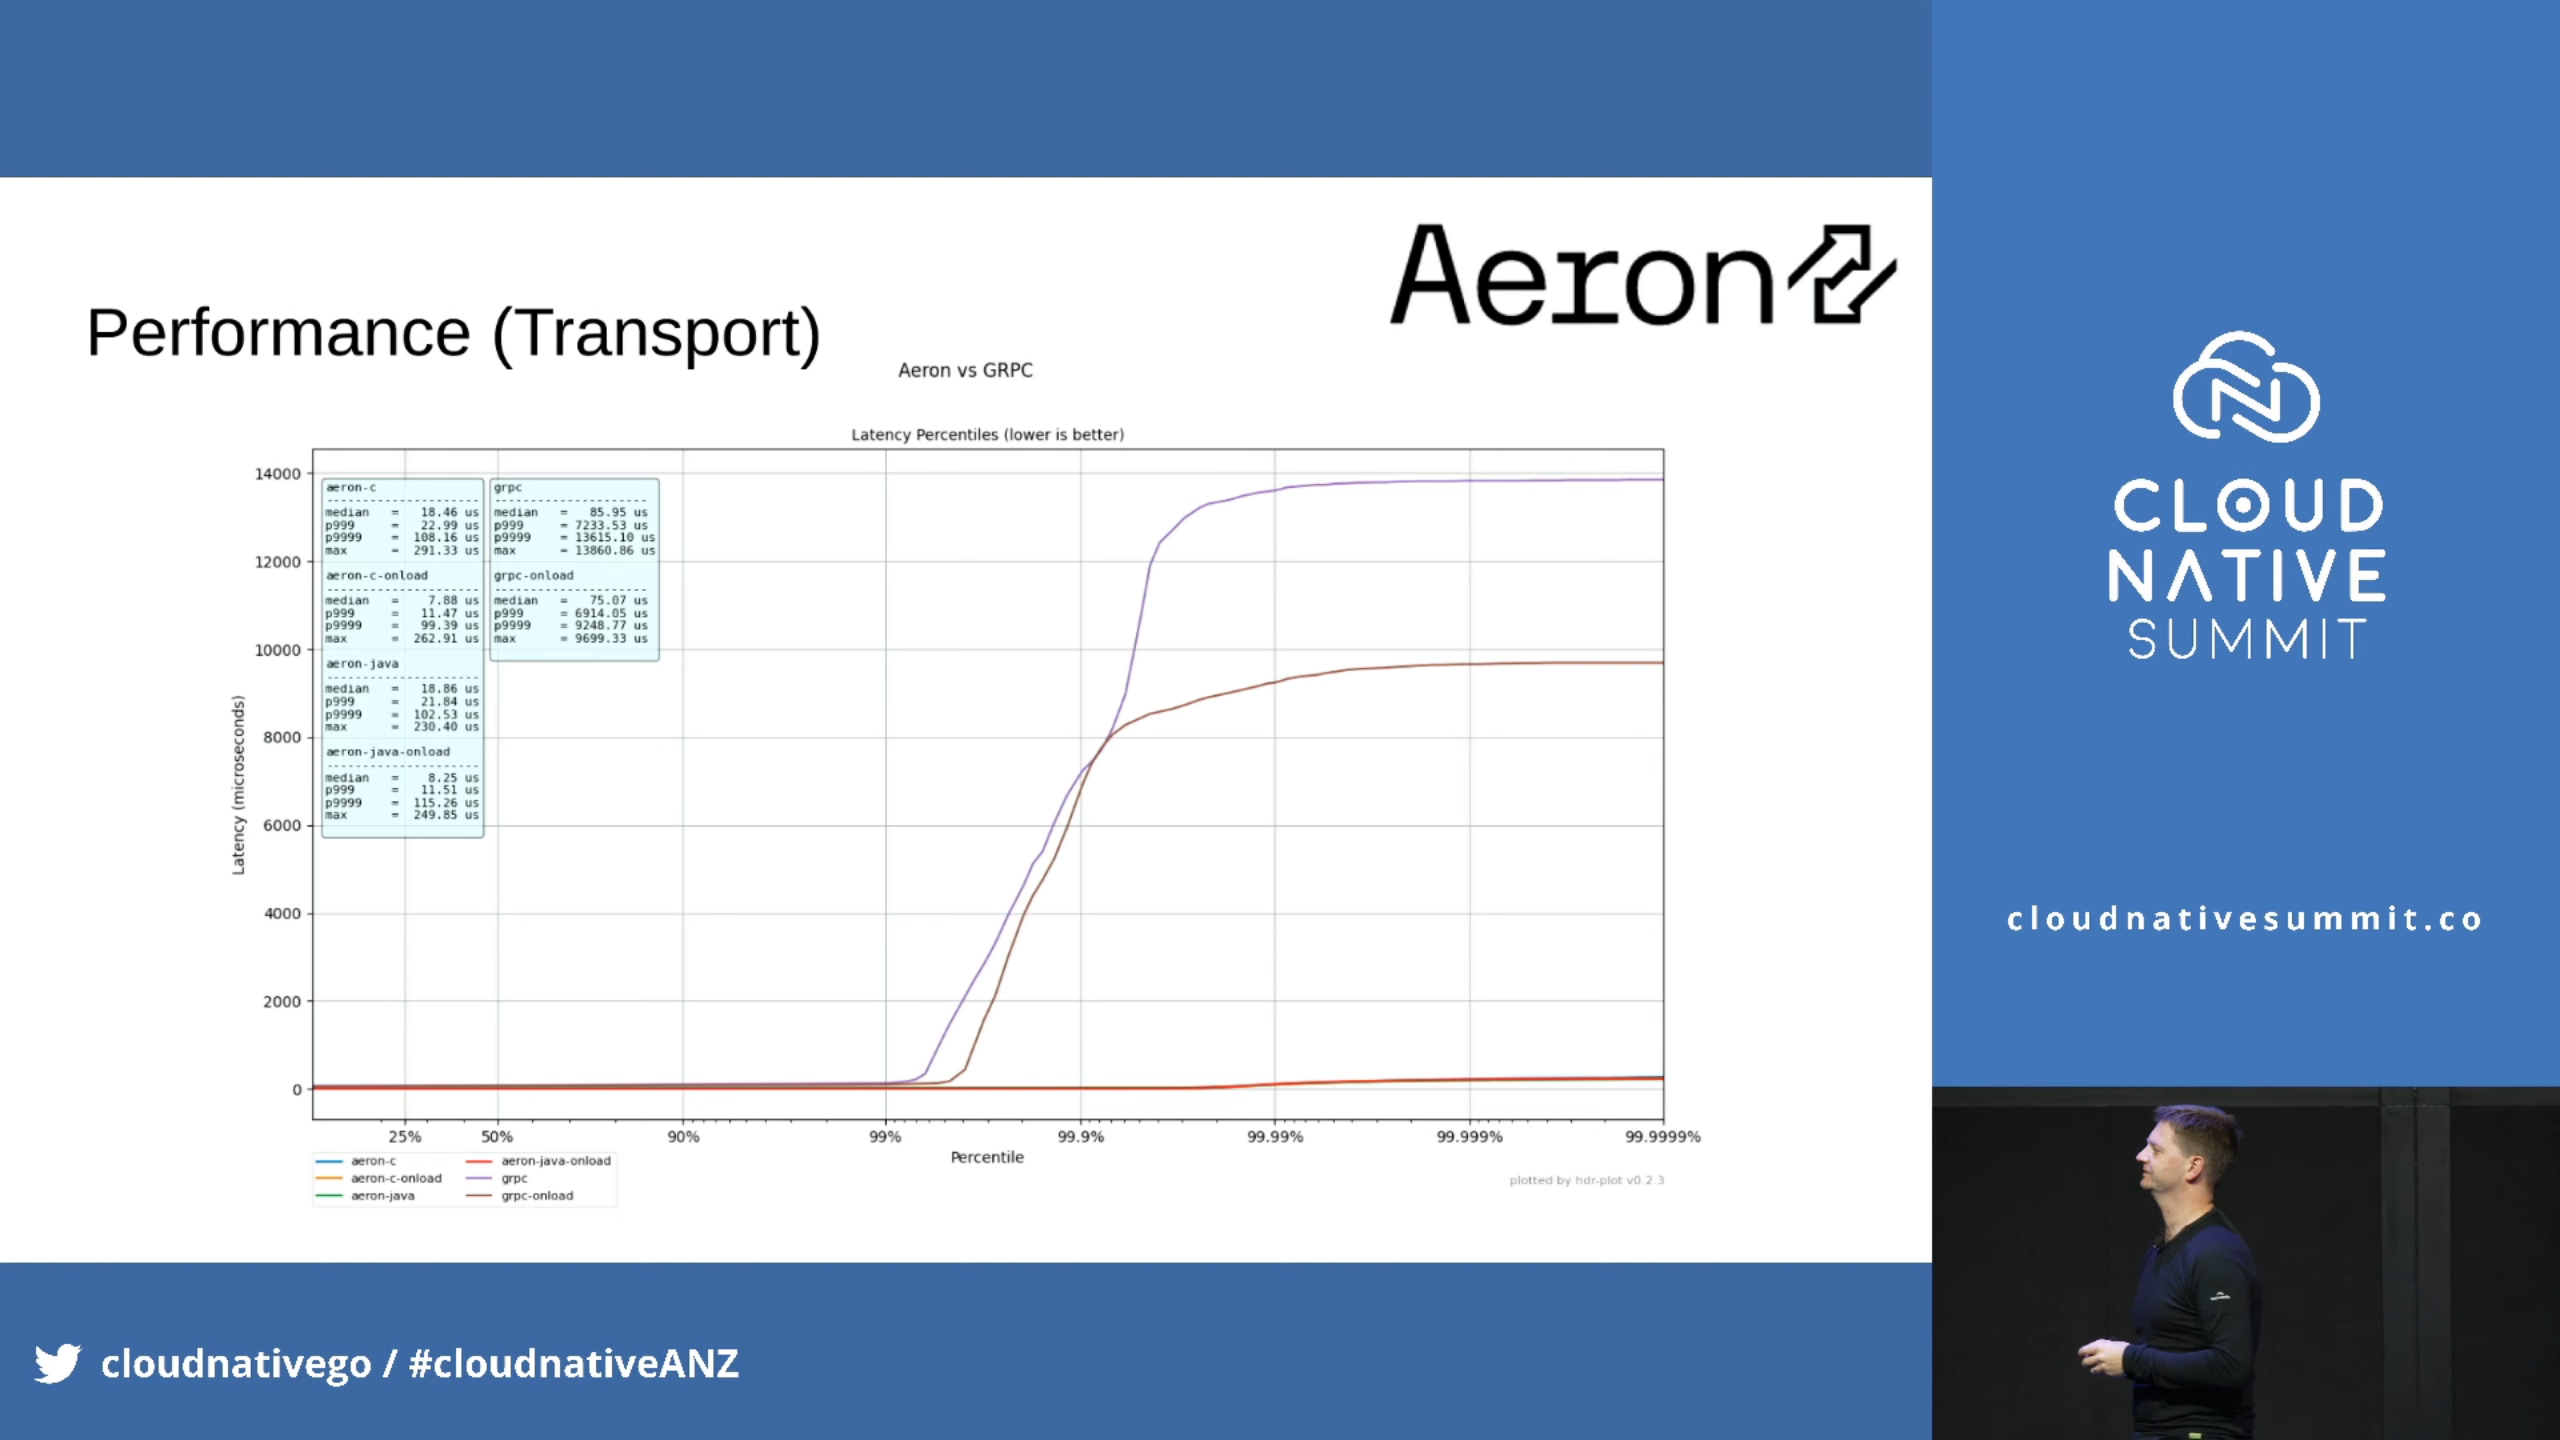 Aeron
Performance (Transport)
Aeron vs GRPC
Latency Percentiles (lower is better)
14000
12000
10000
8000
6000
4000
2000
0
Latency (microseconds)
aeron-c
median = 18.46 us
p999 = 22.99 us
p9999 = 108.16 us
max = 291.33 us
aeron-c-onload
median = 7.88 us
p999 = 11.47 us
p9999 = 99.39 us
max = 262.91 us
aeron-java
median = 18.86 us
p999 = 21.84 us
p9999 = 102.53 us
max = 230.40 us
aeron-java-onload
median = 8.25 us
p999 = 11.51 us
p9999 = 115.26 us
max = 249.85 us
grpc
median = 85.95 us
p999 = 7233.53 us
p9999 = 13615.10 us
max = 13860.86 us
grpc-onload
median = 75.07 us
p999 = 6914.05 us
p9999 = 9248.77 us
max = 9699.33 us
25% 50% 90% 99% 99.9% 99.99% 99.999% 99.9999%
Percentile
aeron-c
aeron-c-onload
aeron-java
aeron-java-onload
grpc
grpc-onload
plotted by hdr-plot v0.2.3
CLOUD
NATIVE
SUMMIT
cloudnativesummit.co
cloudnativego / #cloudnativeANZ